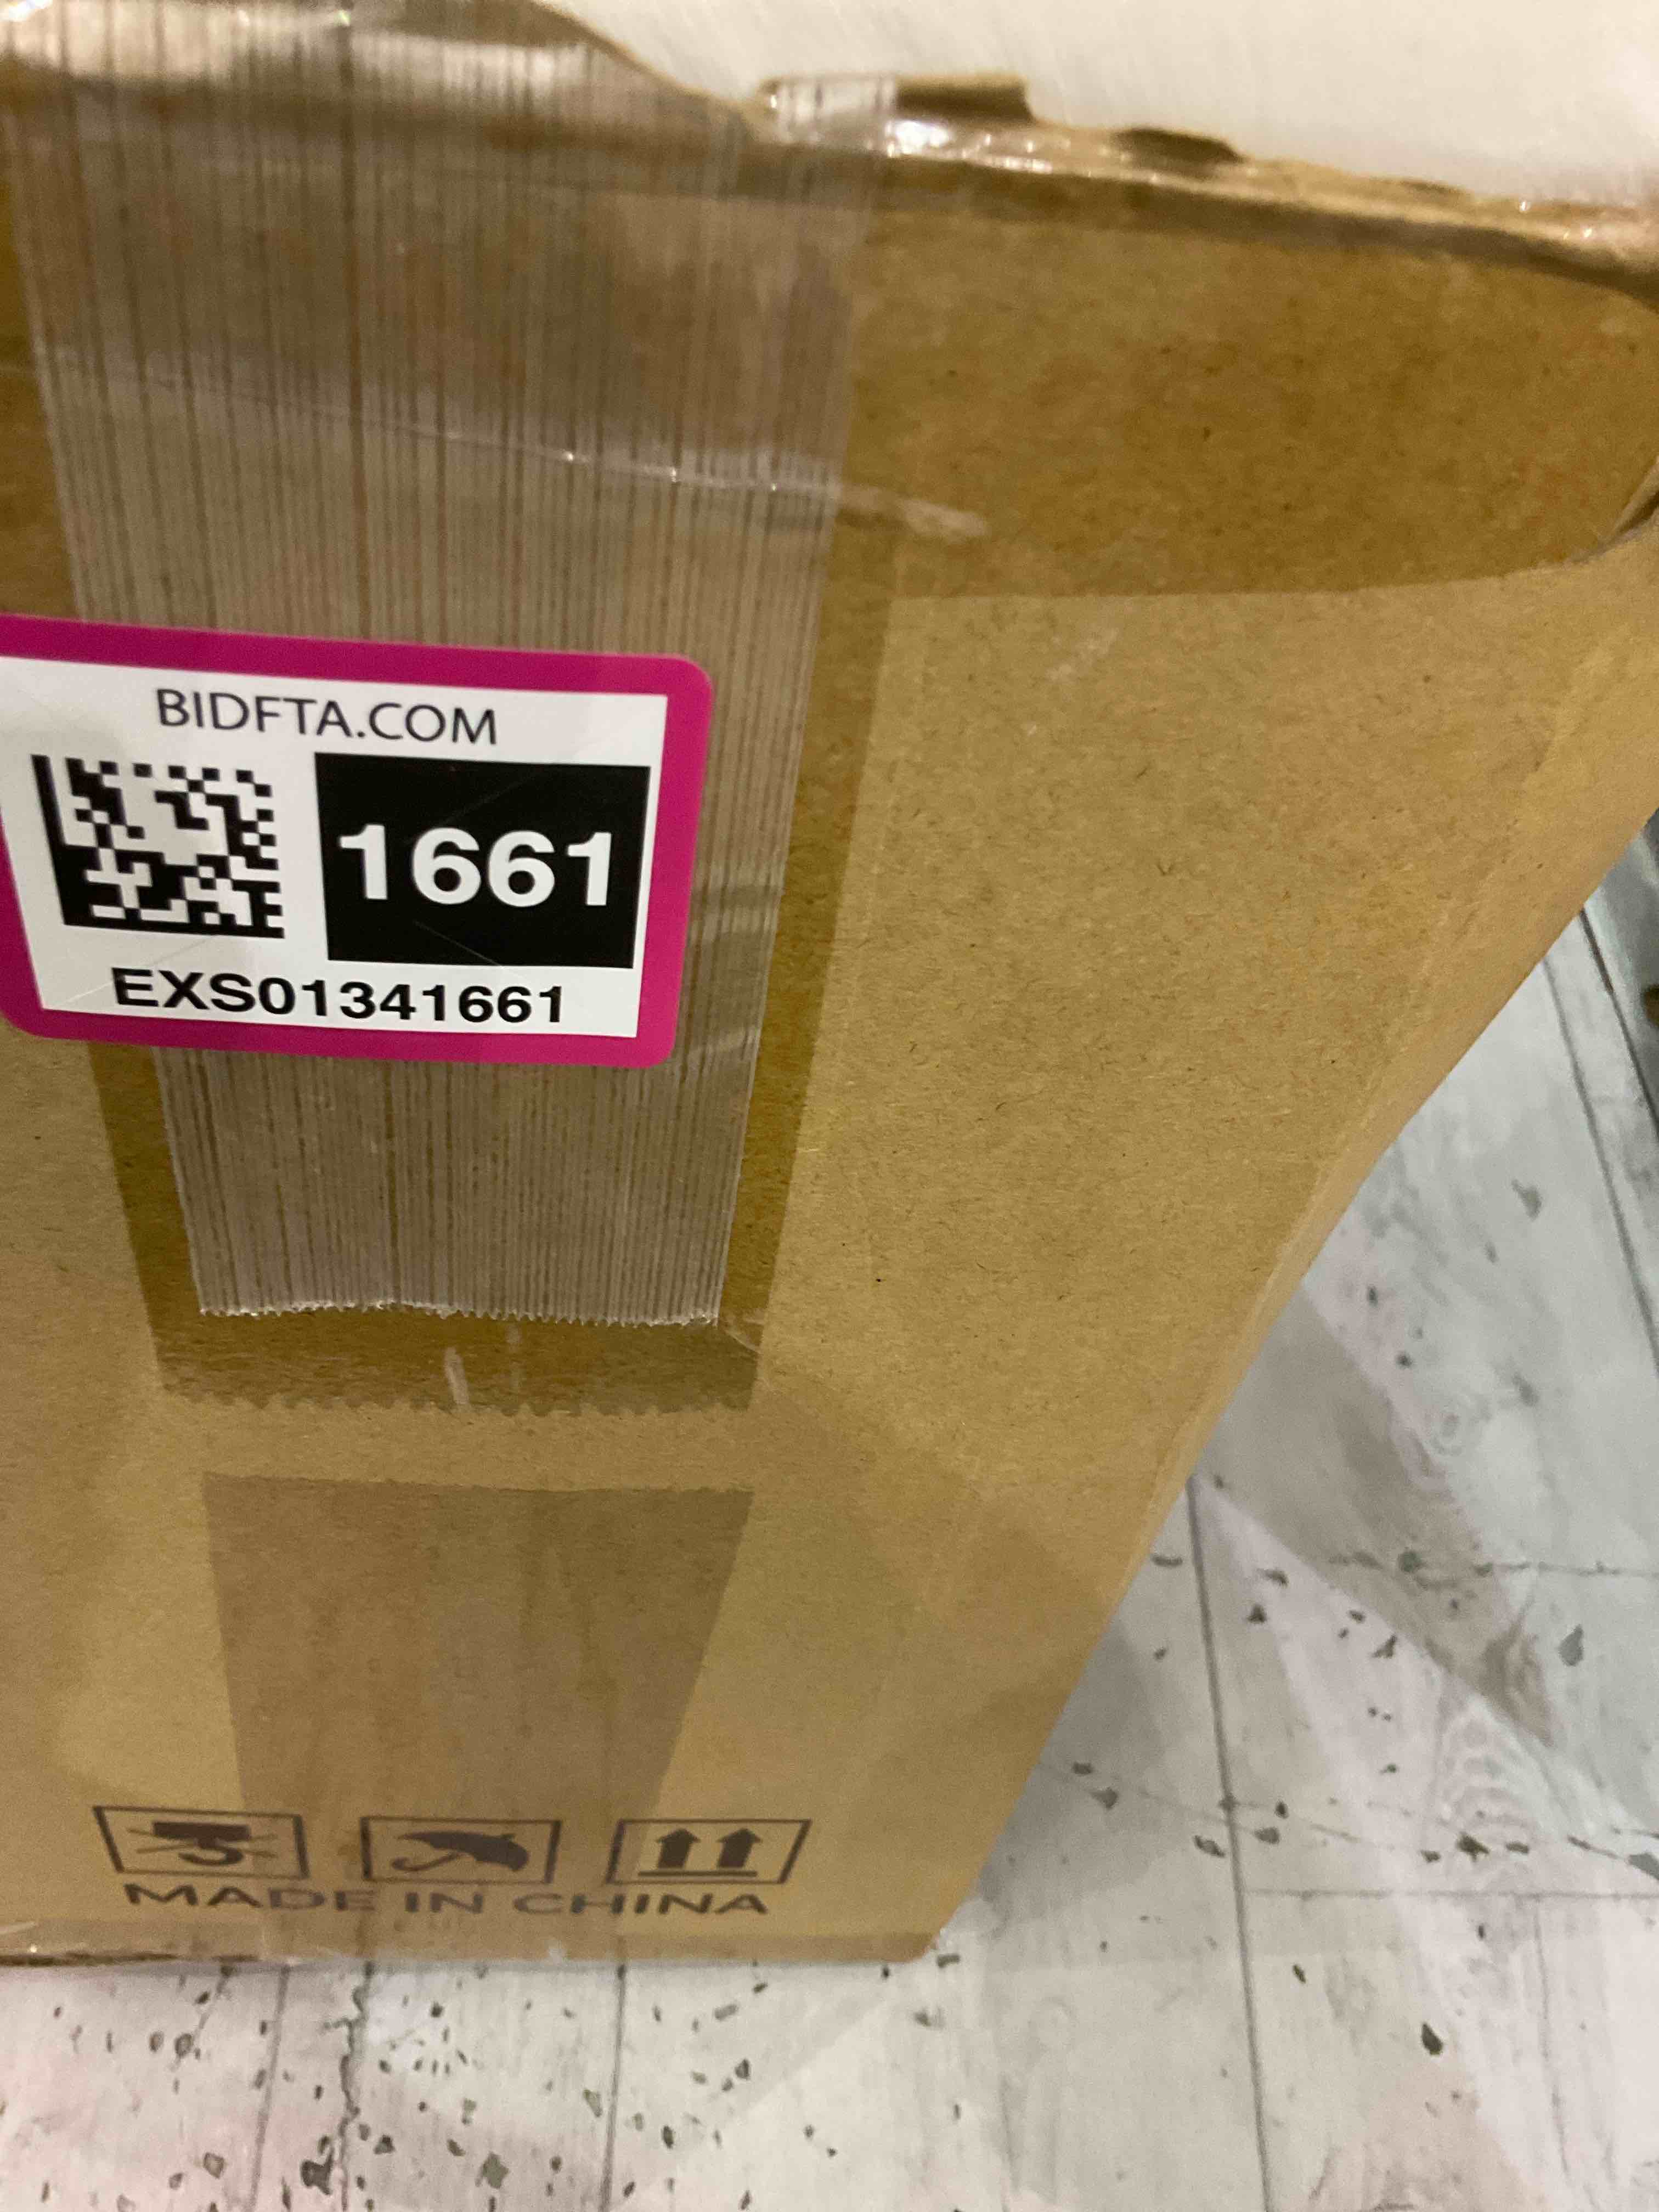 BIDFTA.COM
1661
EXS01341661
MADE IN CHINA